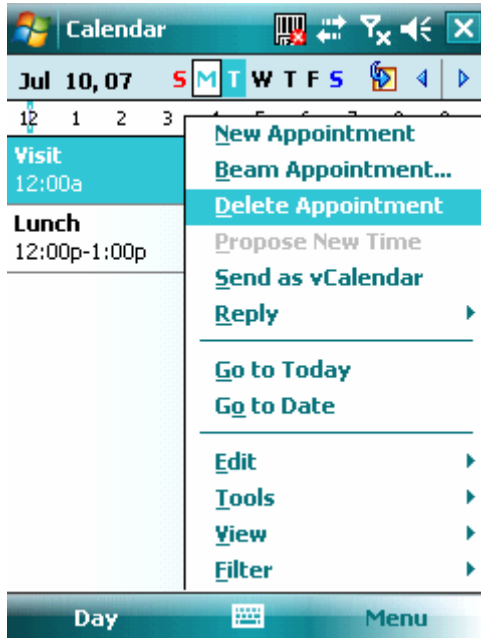 Calendar
Jul 10, 07 S M T W T F S
12 1 2 3
Visit
12:00a
Lunch
12:00p-1:00p
New Appointment
Beam Appointment...
Delete Appointment
Propose New Time
Send as vCalendar
Reply
Go to Today
Go to Date
Edit
Tools
View
Filter
Day Menu